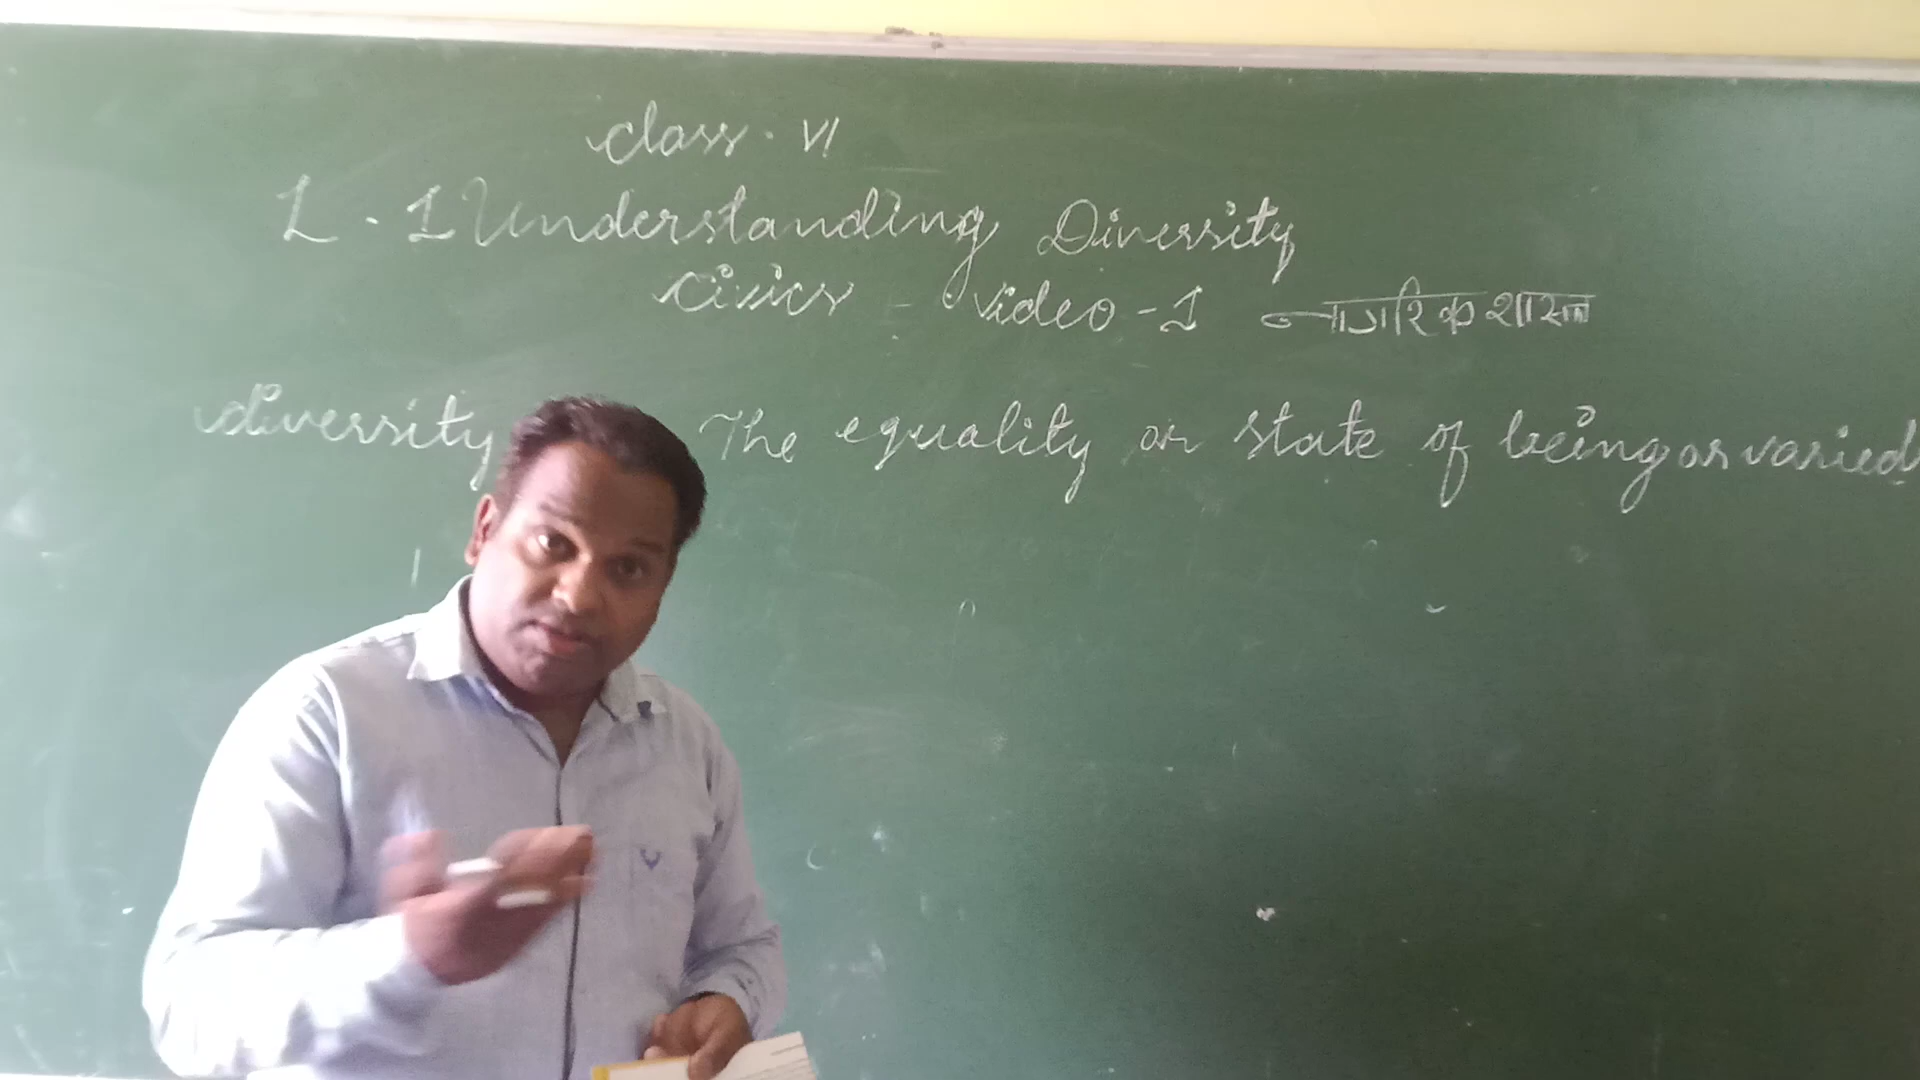 Class . VI
L - 1 Understanding Diversity
Civics - Video - 1 नागरिक शास्त्र
diversity The equality or state of being or varied